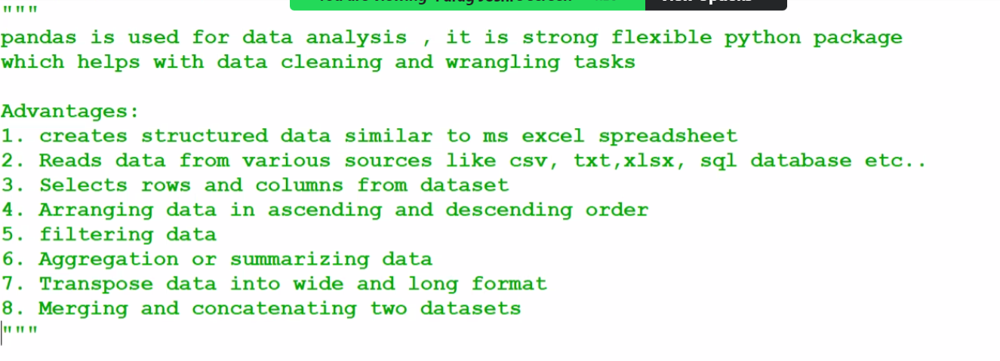 """
pandas is used for data analysis , it is strong flexible python package
which helps with data cleaning and wrangling tasks
Advantages:
1. creates structured data similar to ms excel spreadsheet
2. Reads data from various sources like csv, txt,xlsx, sql database etc..
3. Selects rows and columns from dataset
4. Arranging data in ascending and descending order
5. filtering data
6. Aggregation or summarizing data
7. Transpose data into wide and long format
8. Merging and concatenating two datasets
"""